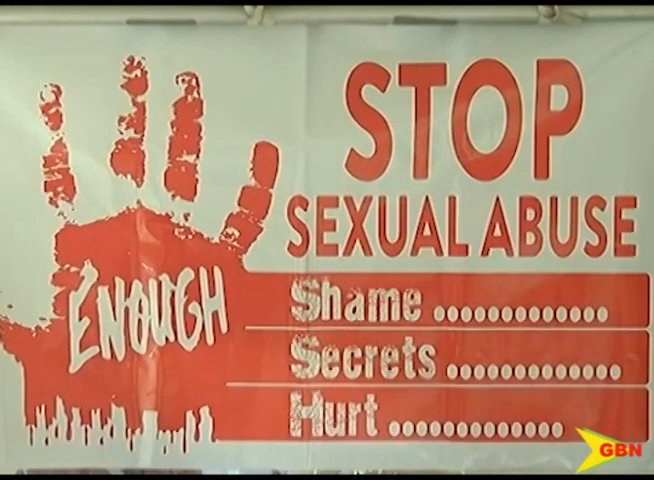 STOP
SEXUAL ABUSE
ENOUGH
Shame ..............
Secrets ..............
Hurt ..............
GBN